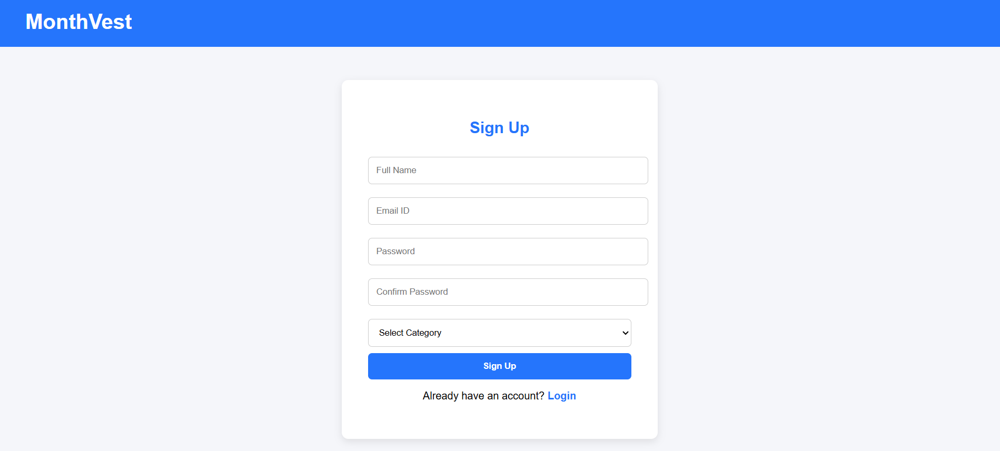 MonthVest
Sign Up
Full Name
Email ID
Password
Confirm Password
Select Category
Sign Up
Already have an account? Login